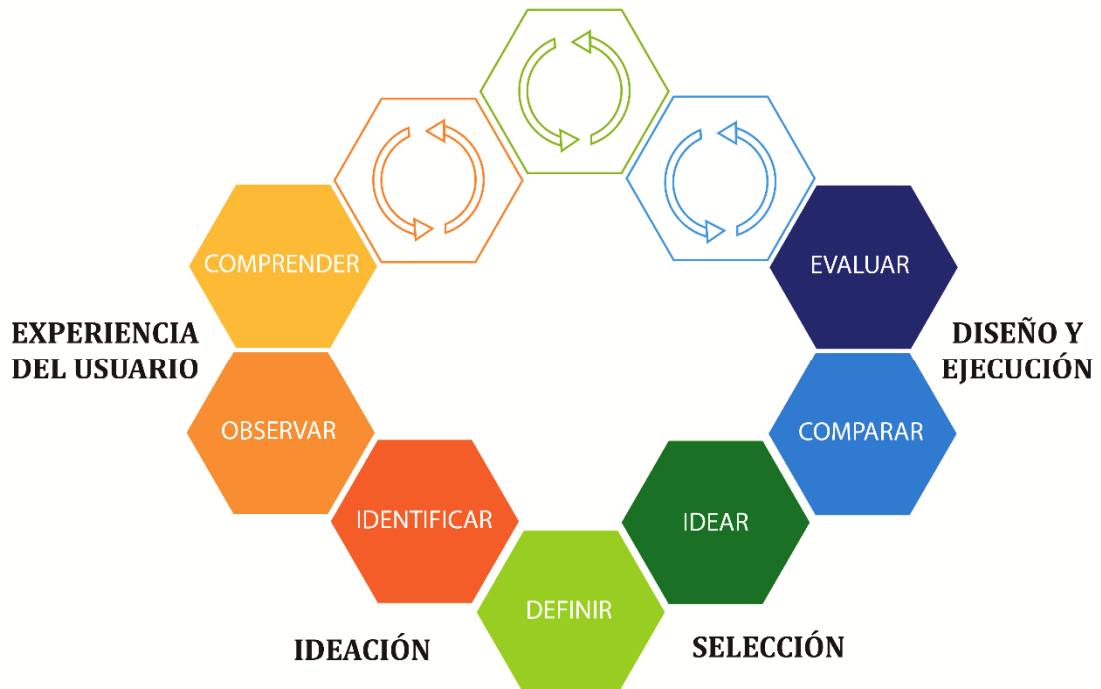 COMPRENDER
EVALUAR
EXPERIENCIA
DEL USUARIO
DISEÑO Y
EJECUCIÓN
OBSERVAR
COMPARAR
IDENTIFICAR
IDEAR
DEFINIR
IDEACIÓN
SELECCIÓN